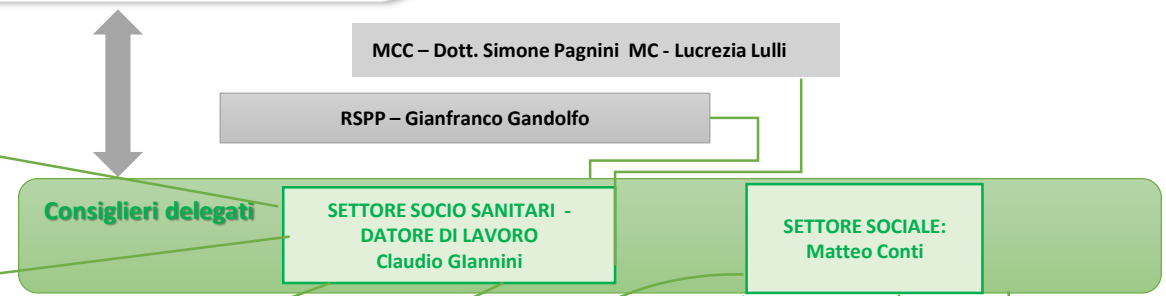 MCC – Dott. Simone Pagnini  MC - Lucrezia Lulli
RSPP – Gianfranco Gandolfo
Consiglieri delegati
SETTORE SOCIO SANITARI  -
DATORE DI LAVORO
Claudio GIannini
SETTORE SOCIALE:
Matteo Conti